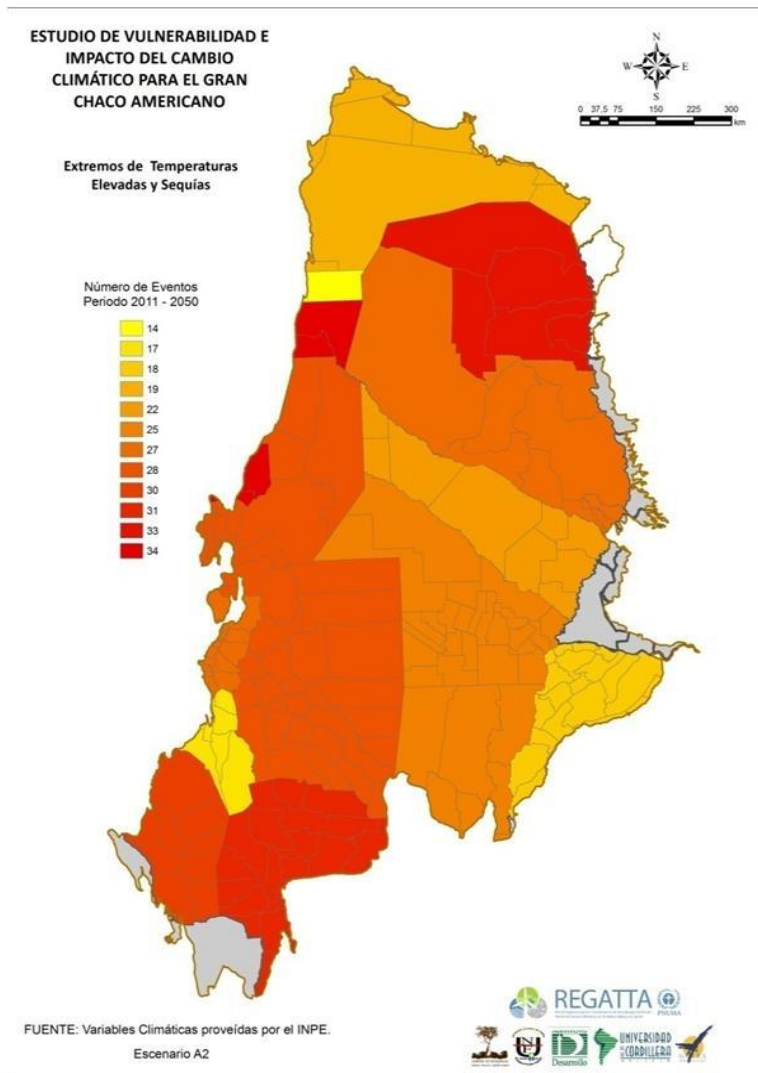 ESTUDIO DE VULNERABILIDAD E
IMPACTO DEL CAMBIO
CLIMÁTICO PARA EL GRAN
CHACO AMERICANO
Extremos de Temperaturas
Elevadas y Sequías
N
W E
S
0 37,5 75 150 225 300
km
Número de Eventos
Periodo 2011 - 2050
14
17
18
19
22
25
27
28
30
31
33
34
FUENTE: Variables Climáticas proveídas por el INPE.
Escenario A2
REGATTA
PNUMA
Desarrollo
UNIVERSIDAD
CORDILLERA